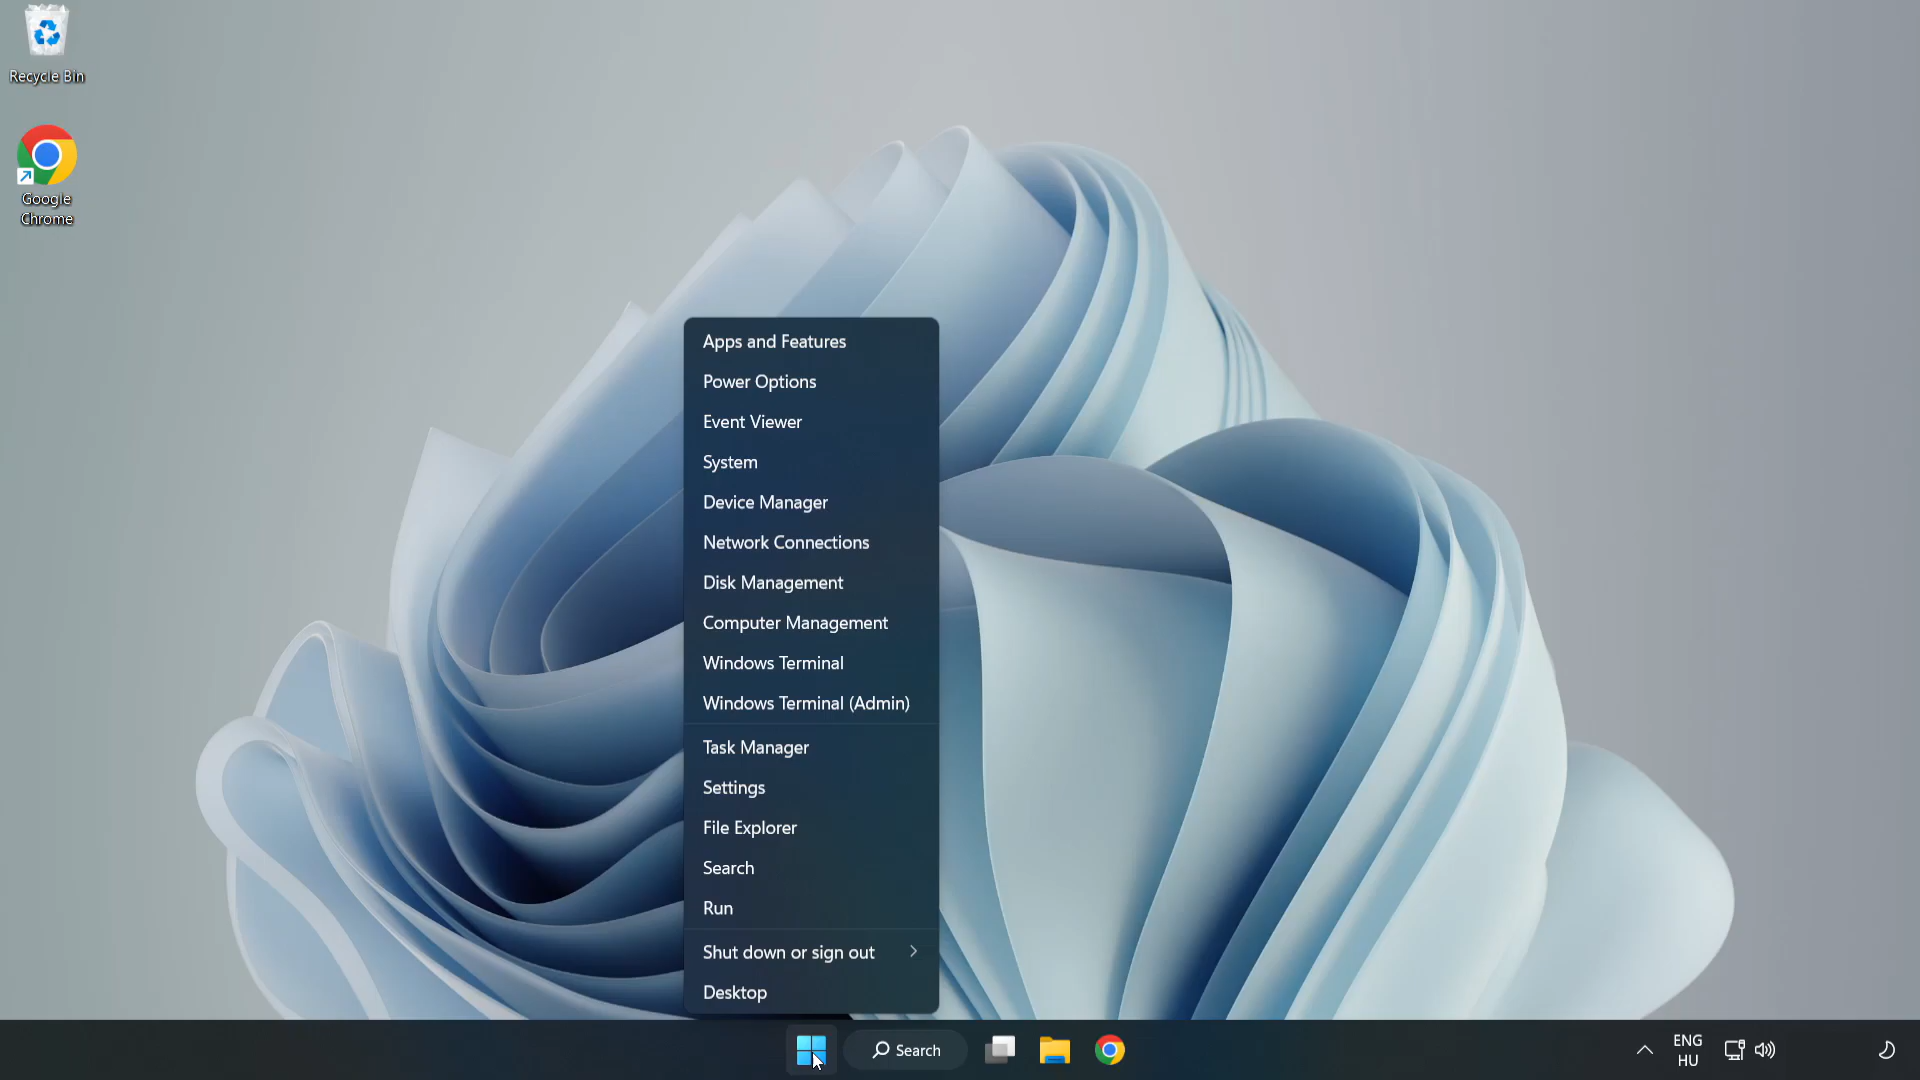 Recycle Bin
Google
Chrome
Apps and Features
Power Options
Event Viewer
System
Device Manager
Network Connections
Disk Management
Computer Management
Windows Terminal
Windows Terminal (Admin)
Task Manager
Settings
File Explorer
Search
Run
Shut down or sign out
Desktop
Search
ENG
HU